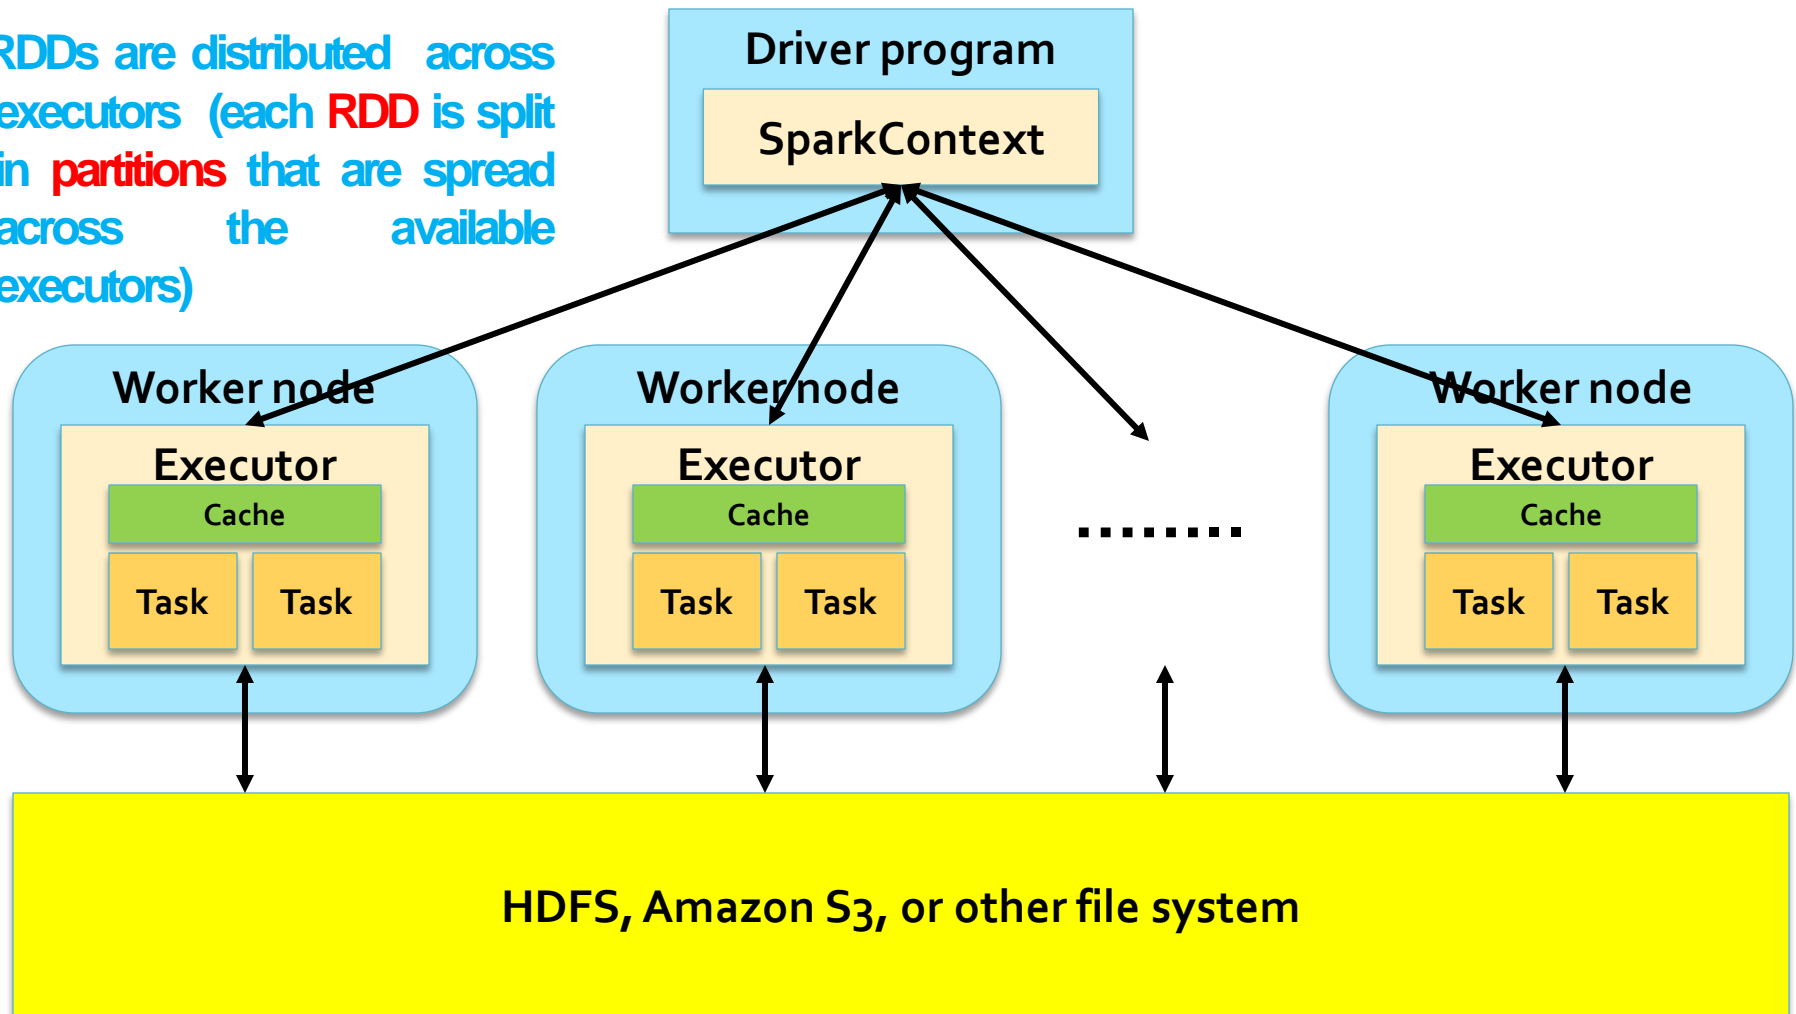 RDDs are distributed across
executors (each RDD is split
in partitions that are spread
across the available
executors)
Driver program
SparkContext
Worker node
Worker node
Worker node
Executor
Executor
Executor
Cache
Cache
Cache
Task
Task
Task
Task
Task
Task
........
HDFS, Amazon S3, or other file system